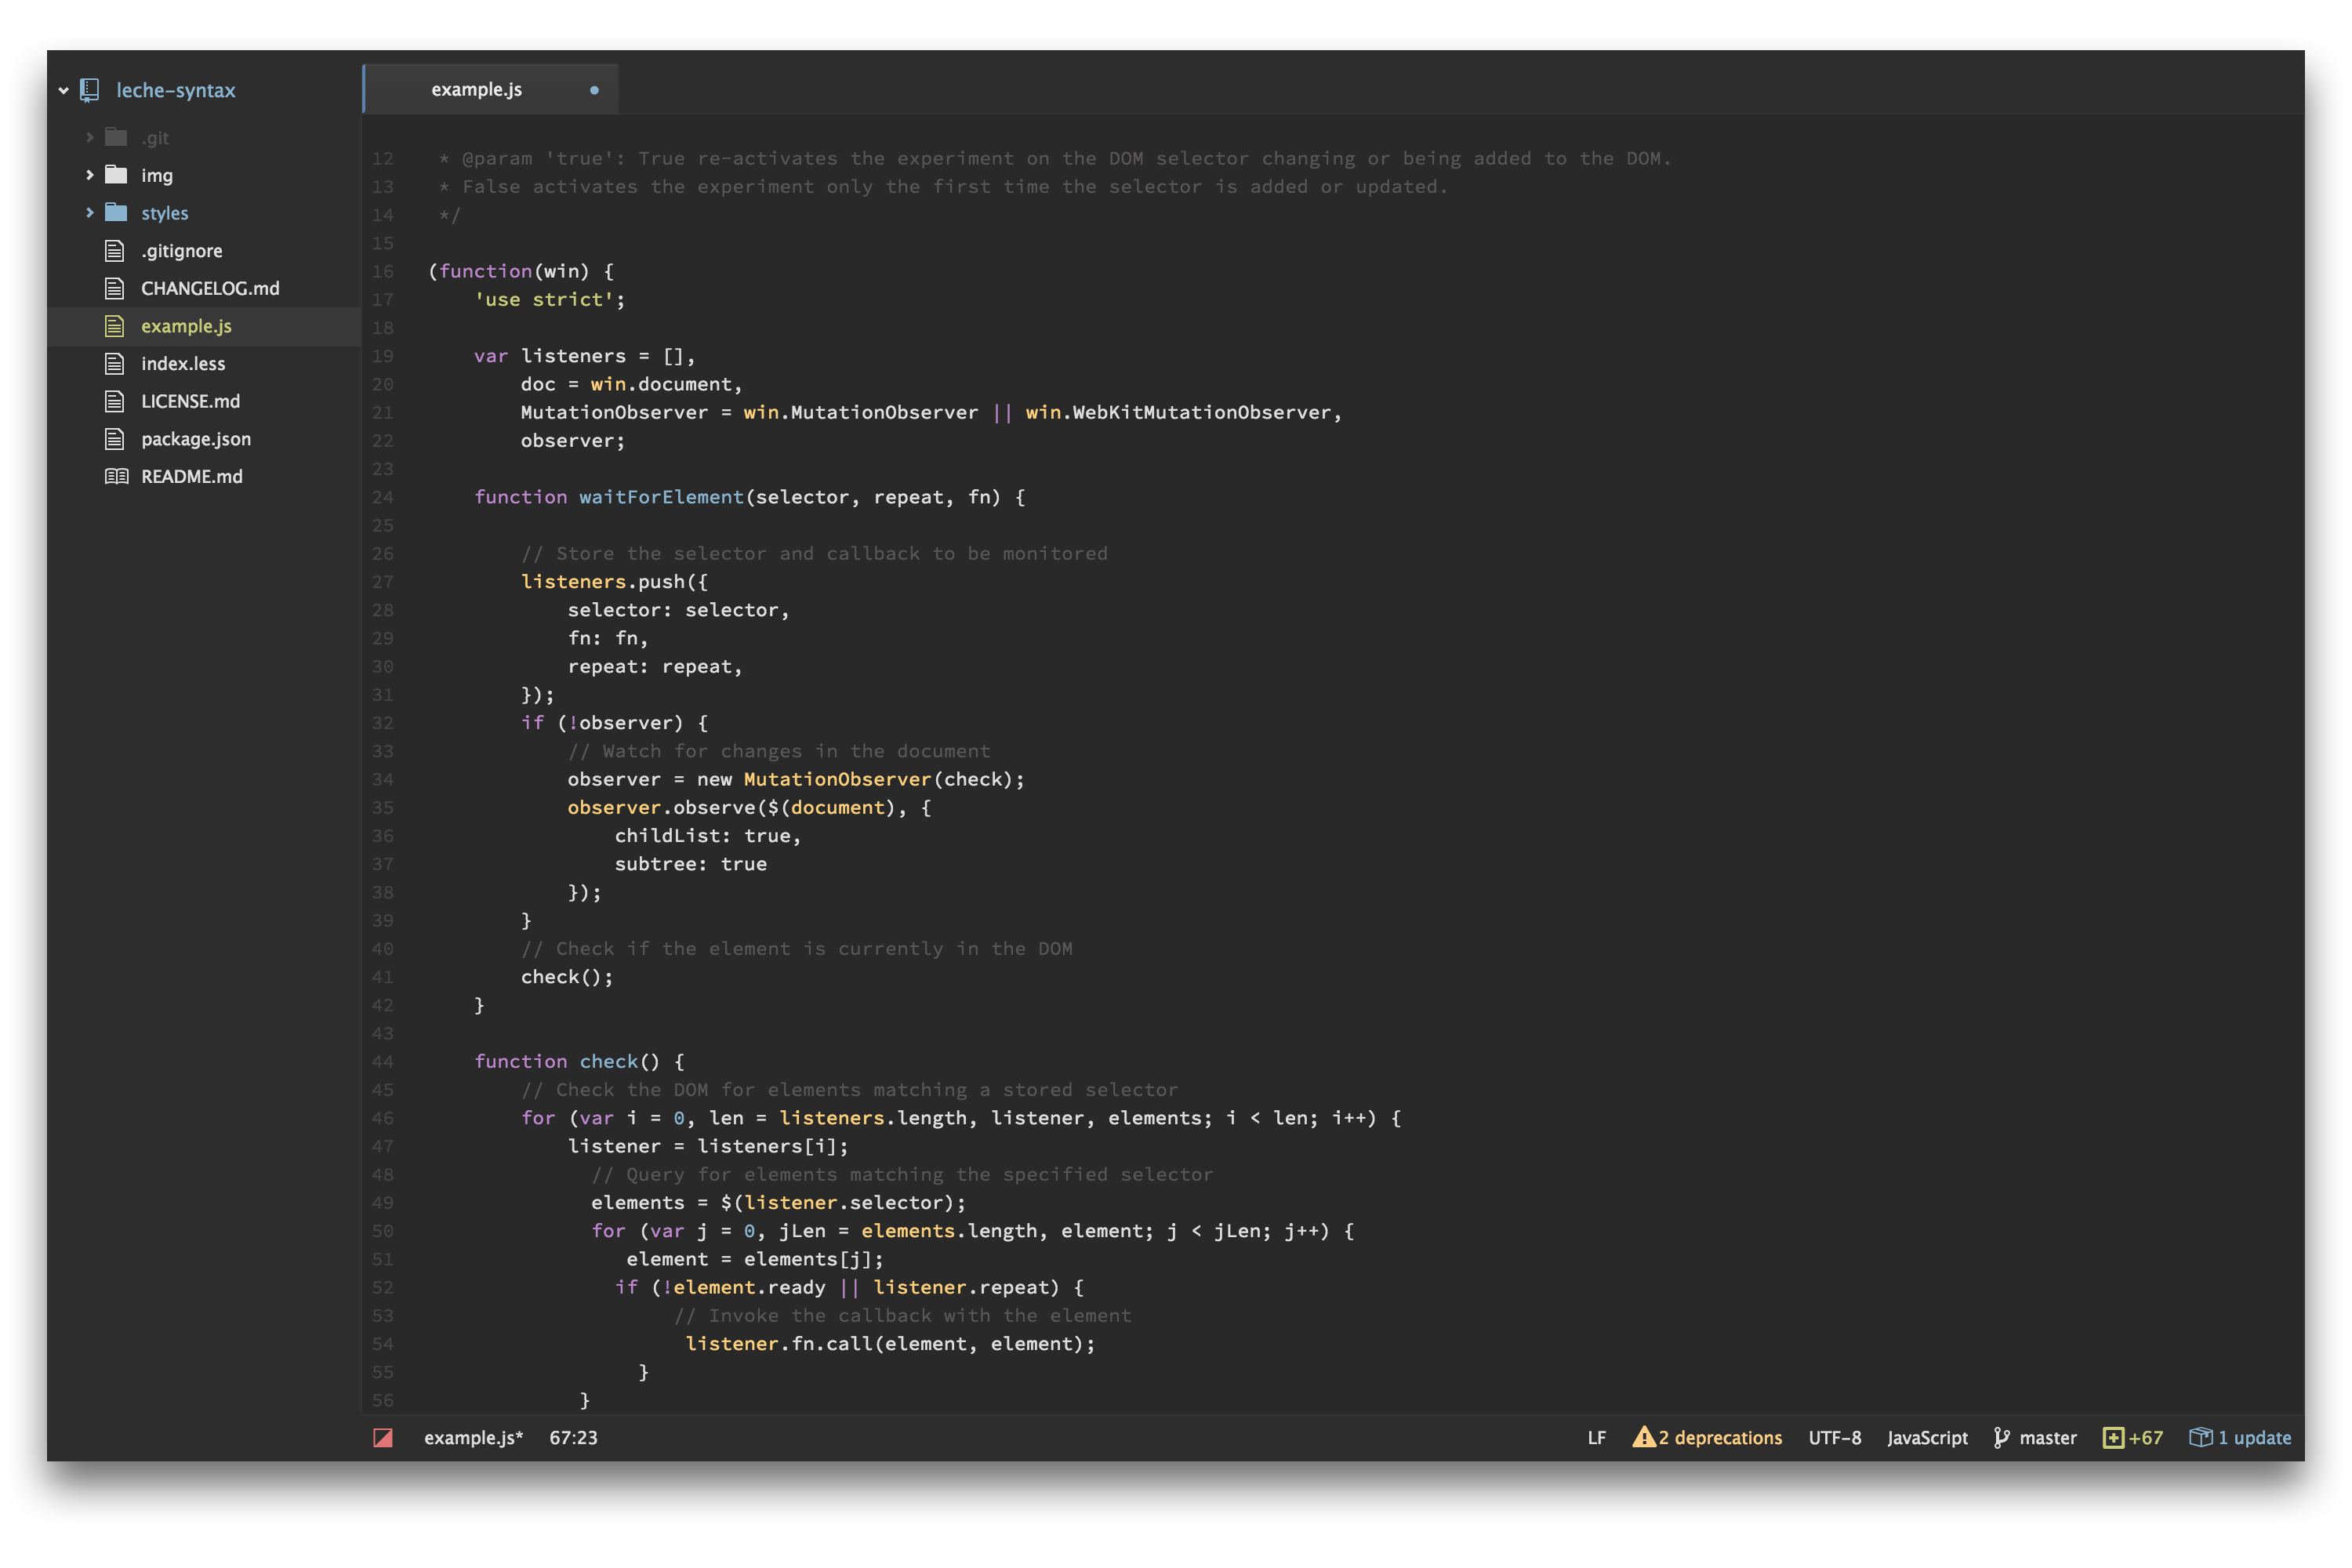 leche-syntax
.git
img
styles
.gitignore
CHANGELOG.md
example.js
index.less
LICENSE.md
package.json
README.md
example.js
12 * @param 'true': True re-activates the experiment on the DOM selector changing or being added to the DOM.
13 * False activates the experiment only the first time the selector is added or updated.
14 */
15
16 (function(win) {
17 'use strict';
18
19 var listeners = [],
20 doc = win.document,
21 MutationObserver = win.MutationObserver || win.WebKitMutationObserver,
22 observer;
23
24 function waitForElement(selector, repeat, fn) {
25
26 // Store the selector and callback to be monitored
27 listeners.push({
28 selector: selector,
29 fn: fn,
30 repeat: repeat,
31 });
32 if (!observer) {
33 // Watch for changes in the document
34 observer = new MutationObserver(check);
35 observer.observe($(document), {
36 childList: true,
37 subtree: true
38 });
39 }
40 // Check if the element is currently in the DOM
41 check();
42 }
43
44 function check() {
45 // Check the DOM for elements matching a stored selector
46 for (var i = 0, len = listeners.length, listener, elements; i < len; i++) {
47 listener = listeners[i];
48 // Query for elements matching the specified selector
49 elements = $(listener.selector);
50 for (var j = 0, jLen = elements.length, element; j < jLen; j++) {
51 element = elements[j];
52 if (!element.ready || listener.repeat) {
53 // Invoke the callback with the element
54 listener.fn.call(element, element);
55 }
56 }
example.js* 67:23 LF 2 deprecations UTF-8 JavaScript master +67 1 update